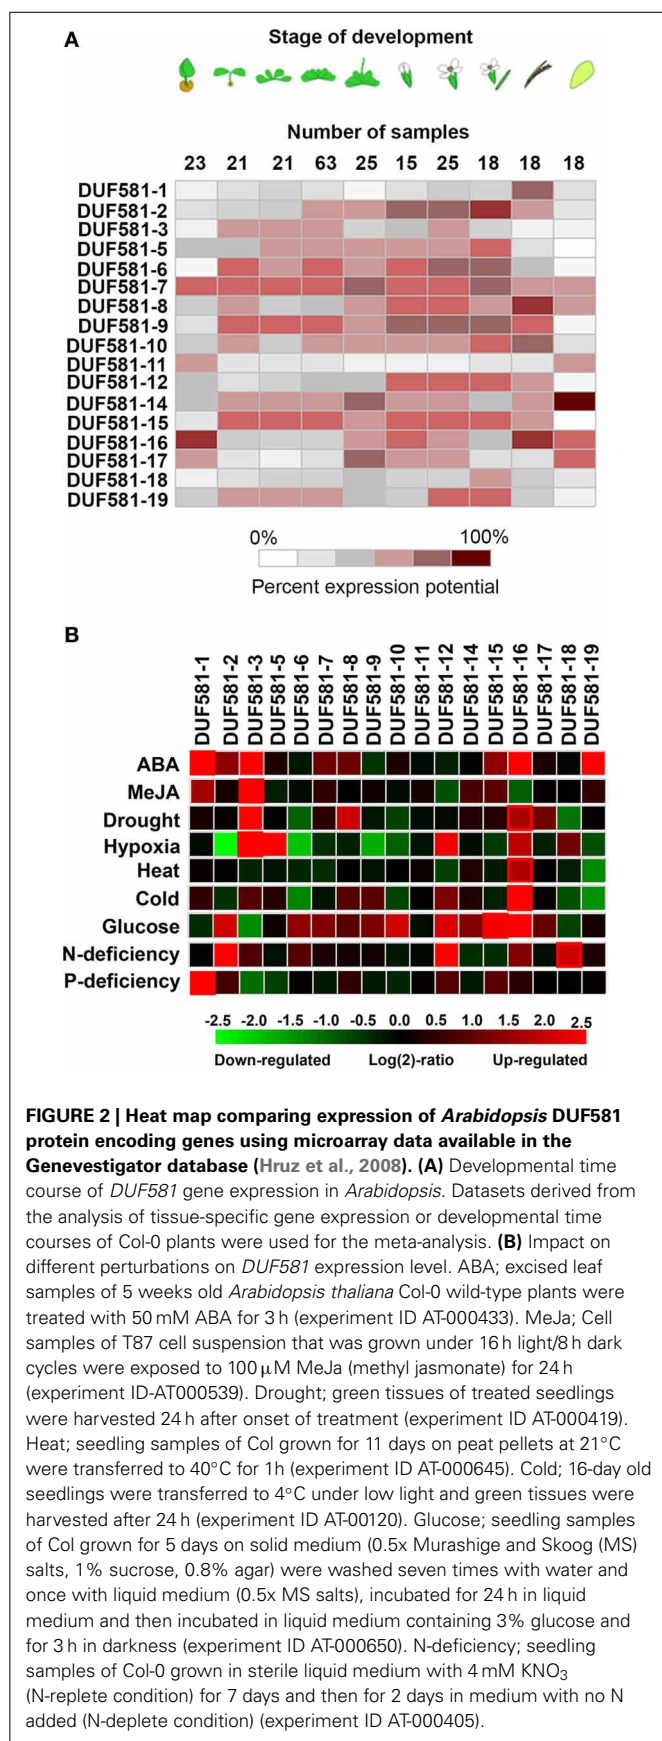 A
Stage of development
Number of samples
23 21 21 63 25 15 25 18 18 18
DUF581-1
DUF581-2
DUF581-3
DUF581-5
DUF581-6
DUF581-7
DUF581-8
DUF581-9
DUF581-10
DUF581-11
DUF581-12
DUF581-14
DUF581-15
DUF581-16
DUF581-17
DUF581-18
DUF581-19
0% 100%
Percent expression potential
B
DUF581-1
DUF581-2
DUF581-3
DUF581-5
DUF581-6
DUF581-7
DUF581-8
DUF581-9
DUF581-10
DUF581-11
DUF581-12
DUF581-14
DUF581-15
DUF581-16
DUF581-17
DUF581-18
DUF581-19
ABA
MeJA
Drought
Hypoxia
Heat
Cold
Glucose
N-deficiency
P-deficiency
-2.5 -2.0 -1.5 -1.0 0.0 0.5 1.0 1.5 2.0 2.5
Down-regulated Log(2)-ratio Up-regulated
FIGURE 2 | Heat map comparing expression of Arabidopsis DUF581
protein encoding genes using microarray data available in the
Genevestigator database (Hruz et al., 2008). (A) Developmental time
course of DUF581 gene expression in Arabidopsis. Datasets derived from
the analysis of tissue-specific gene expression or developmental time
courses of Col-0 plants were used for the meta-analysis. (B) Impact on
different perturbations on DUF581 expression level. ABA; excised leaf
samples of 5 weeks old Arabidopsis thaliana Col-0 wild-type plants were
treated with 50 mM ABA for 3 h (experiment ID AT-000433). MeJa; Cell
samples of T87 cell suspension that was grown under 16 h light/8 h dark
cycles were exposed to 100 μM MeJa (methyl jasmonate) for 24 h
(experiment ID-AT000539). Drought; green tissues of treated seedlings
were harvested 24 h after onset of treatment (experiment ID AT-000419).
Heat; seedling samples of Col grown for 11 days on peat pellets at 21°C
were transferred to 40°C for 1h (experiment ID AT-000645). Cold; 16-day old
seedlings were transferred to 4°C under low light and green tissues were
harvested after 24 h (experiment ID AT-00120). Glucose; seedling samples
of Col grown for 5 days on solid medium (0.5x Murashige and Skoog (MS)
salts, 1% sucrose, 0.8% agar) were washed seven times with water and
once with liquid medium (0.5x MS salts), incubated for 24 h in liquid
medium and then incubated in liquid medium containing 3% glucose and
for 3 h in darkness (experiment ID AT-000650). N-deficiency; seedling
samples of Col-0 grown in sterile liquid medium with 4 mM KNO3
(N-replete condition) for 7 days and then for 2 days in medium with no N
added (N-deplete condition) (experiment ID AT-000405).